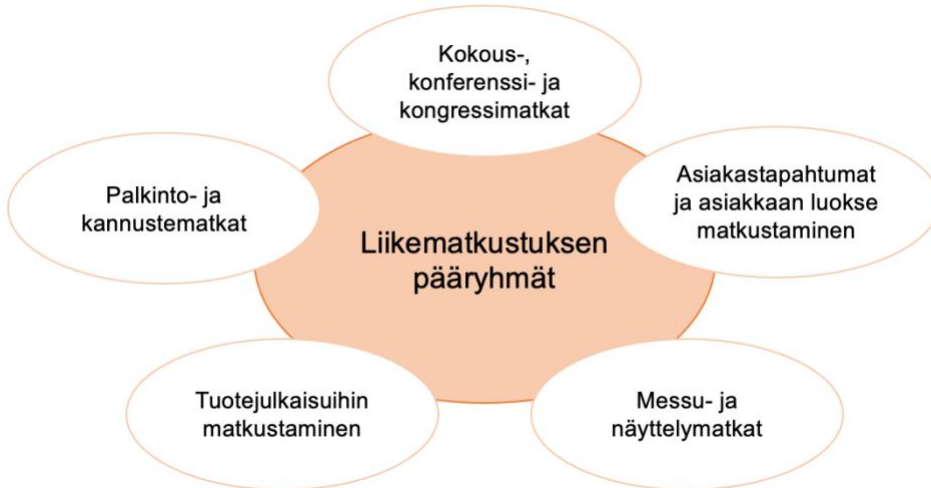 Kokous-,
konferenssi- ja
kongressimatkat
Palkinto- ja
kannustematkat
Asiakastapahtumat
ja asiakkaan luokse
matkustaminen
Liikematkustuksen
pääryhmät
Tuotejulkaisuihin
matkustaminen
Messu- ja
näyttelymatkat